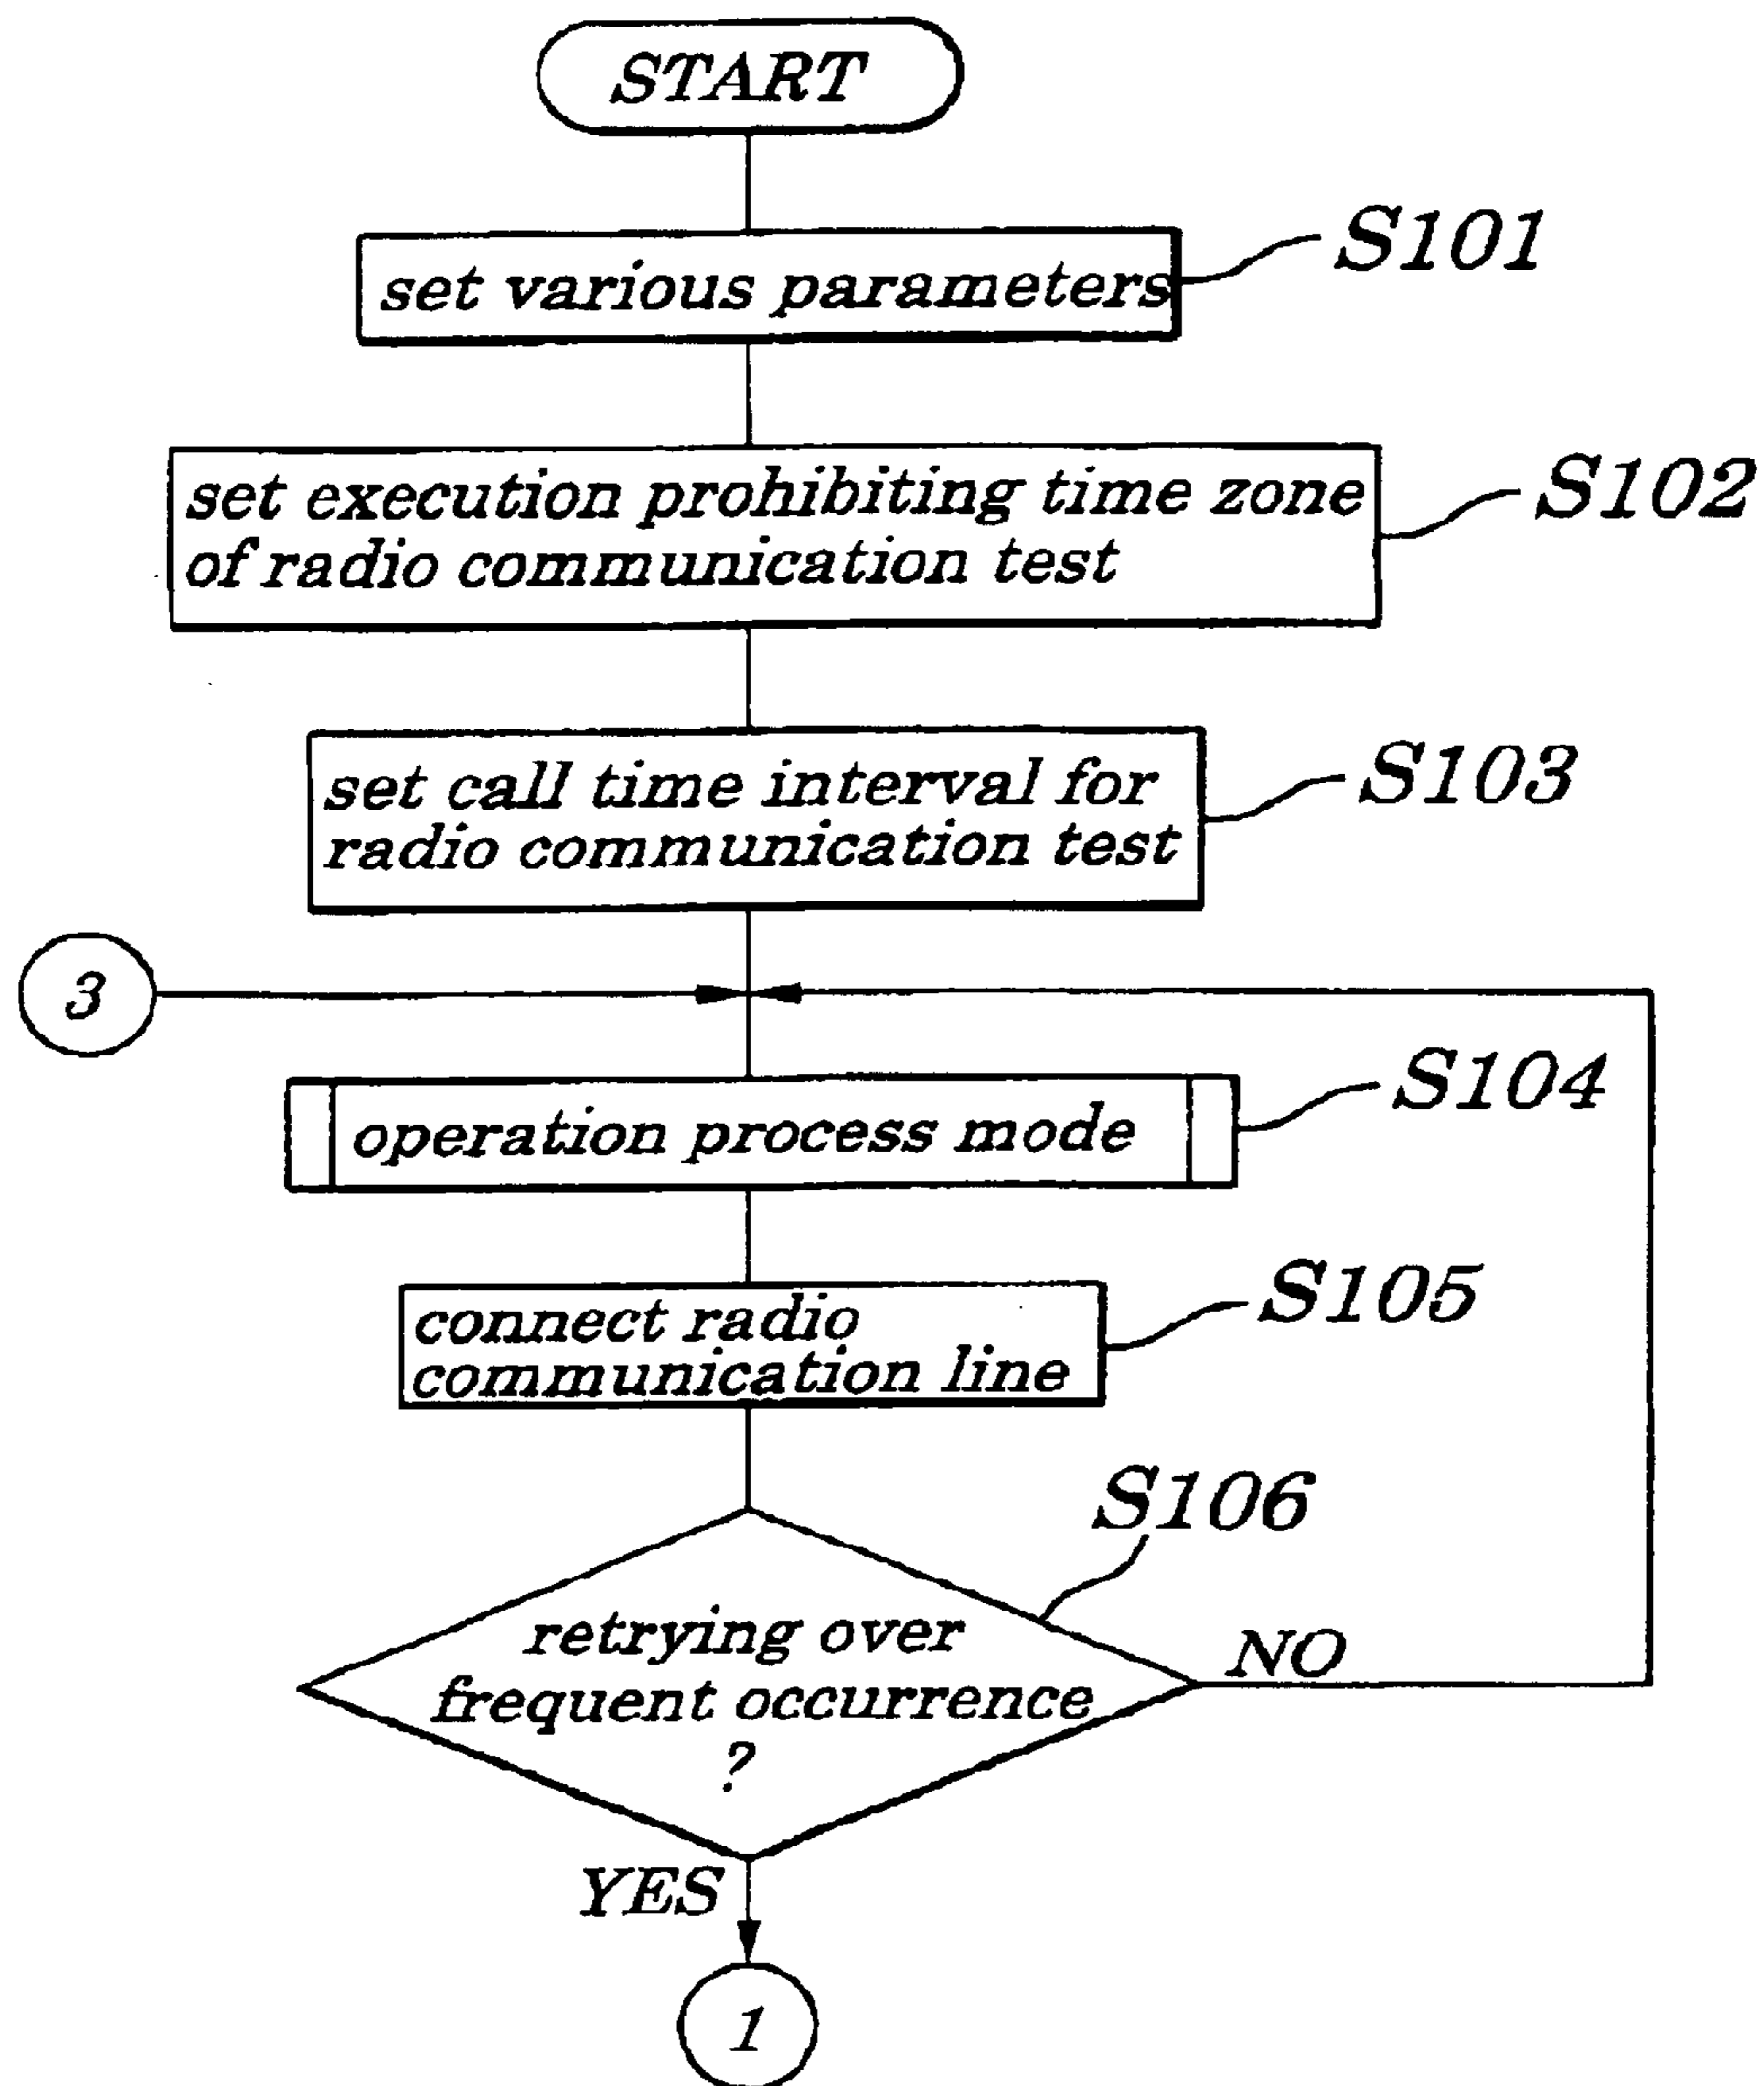 START
set various parameters
S101
set execution prohibiting time zone
of radio communication test
S102
set call time interval for
radio communication test
S103
3
operation process mode
S104
connect radio
communication line
S105
S106
retrying over
frequent occurrence
?
NO
YES
1